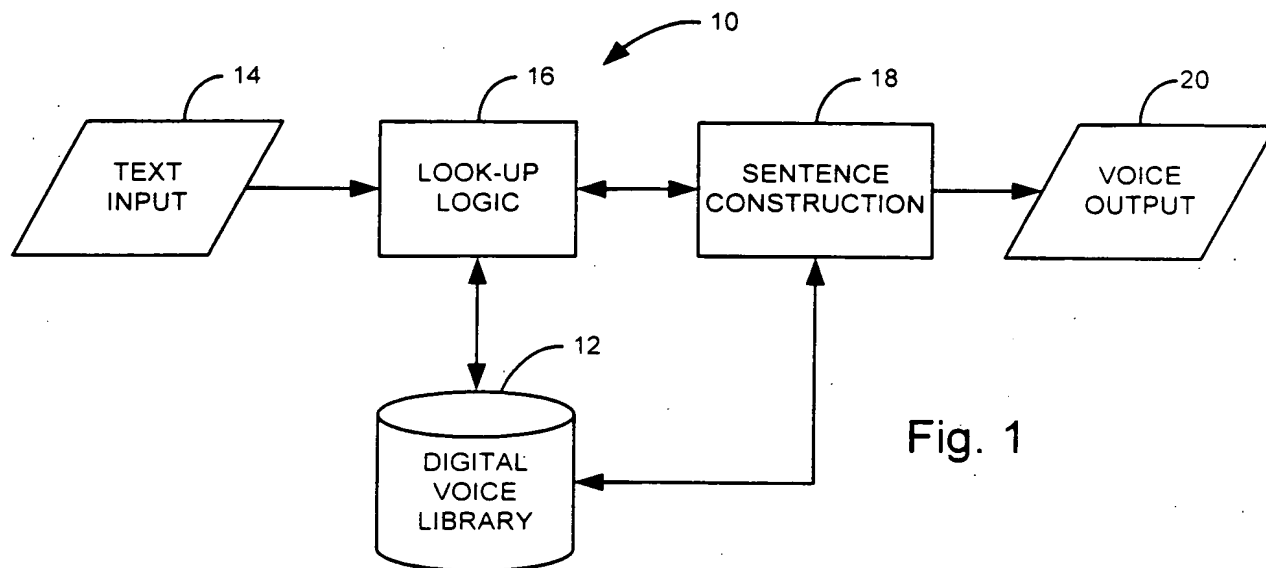 10
14
16
18
20
TEXT
INPUT
LOOK-UP
LOGIC
SENTENCE
CONSTRUCTION
VOICE
OUTPUT
12
DIGITAL
VOICE
LIBRARY
Fig. 1